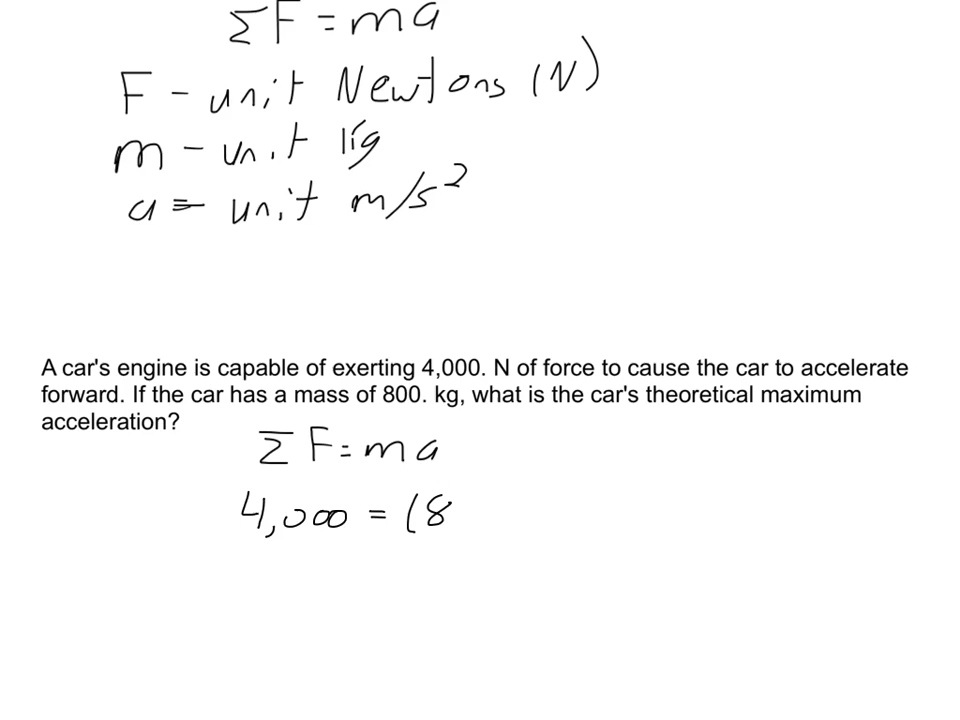 ΣF = ma
F - unit Newtons (N)
m - unit kg
a = unit m/s²
A car's engine is capable of exerting 4,000. N of force to cause the car to accelerate
forward. If the car has a mass of 800. kg, what is the car's theoretical maximum
acceleration?
ΣF = ma
4,000 = (8